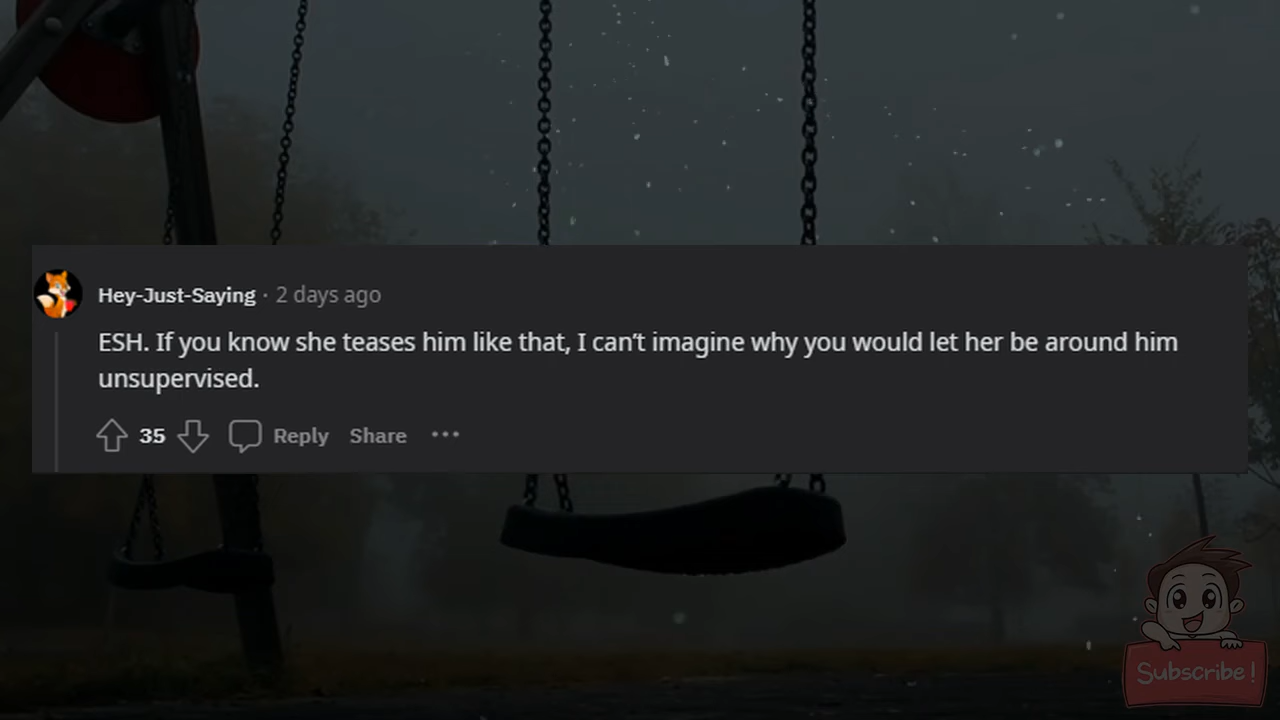 Hey-Just-Saying · 2 days ago
ESH. If you know she teases him like that, I can’t imagine why you would let her be around him
unsupervised.
35 Reply Share ···
Subscribe!